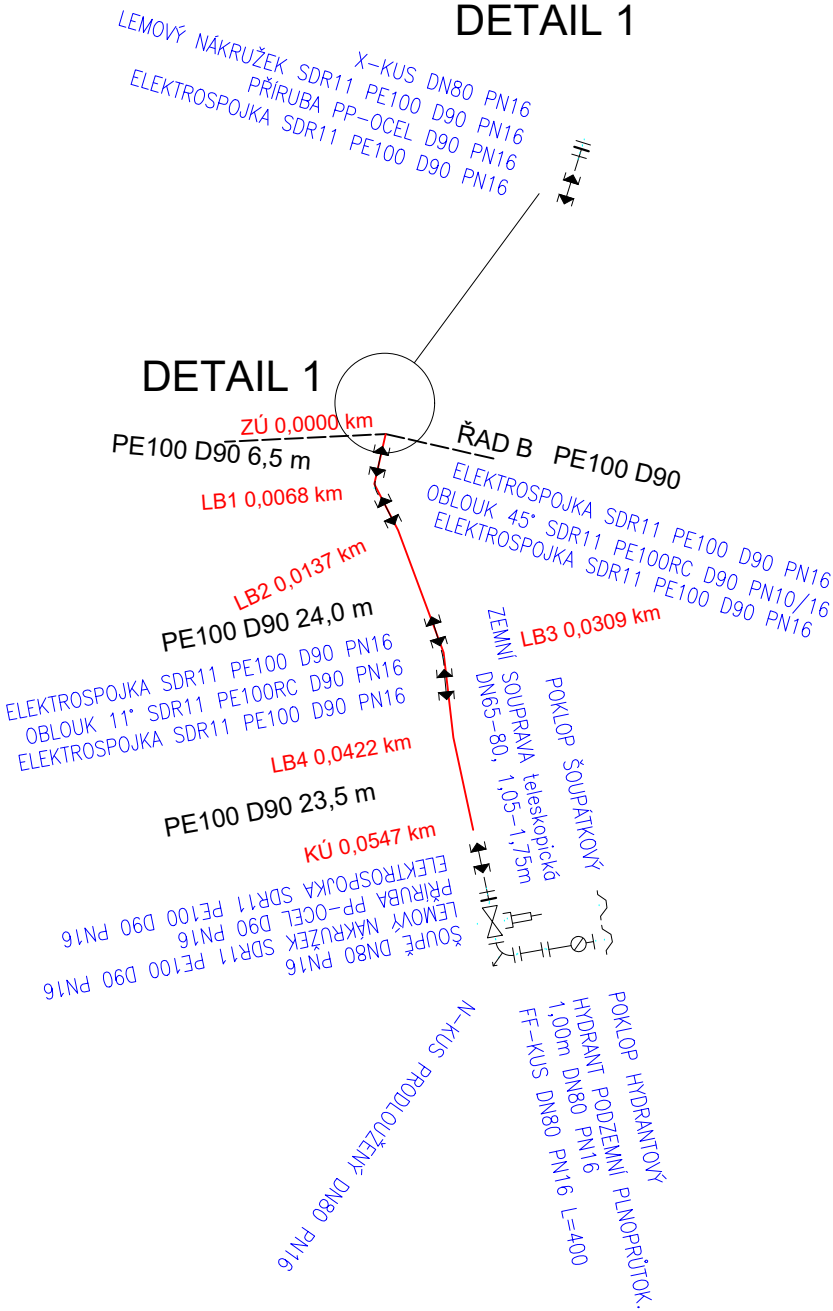 DETAIL 1
X-KUS DN80 PN16
LEMOVÝ NÁKRUŽEK SDR11 PE100 D90 PN16
PŘÍRUBA PP-OCEL D90 PN16
ELEKTROSPOJKA SDR11 PE100 D90 PN16
DETAIL 1
ZÚ 0,0000 km
PE100 D90 6,5 m
ŘAD B PE100 D90
LB1 0,0068 km
ELEKTROSPOJKA SDR11 PE100 D90 PN16
OBLOUK 45° SDR11 PE100RC D90 PN10/16
ELEKTROSPOJKA SDR11 PE100 D90 PN16
LB2 0,0137 km
PE100 D90 24,0 m
LB3 0,0309 km
ELEKTROSPOJKA SDR11 PE100 D90 PN16
OBLOUK 11° SDR11 PE100RC D90 PN16
ELEKTROSPOJKA SDR11 PE100 D90 PN16
ZEMNÍ SOUPRAVA teleskopická
DN65-80, 1,05-1,75m
POKLOP ŠOUPÁTKOVÝ
LB4 0,0422 km
PE100 D90 23,5 m
KÚ 0,0547 km
ELEKTROSPOJKA SDR11 PE100 D90 PN16
PŘÍRUBA PP-OCEL D90 PN16
LEMOVÝ NÁKRUŽEK SDR11 PE100 D90 PN16
ŠOUPĚ DN80 PN16
N-KUS PRODLOUŽENÝ DN80 PN16
POKLOP HYDRANTOVÝ
HYDRANT PODZEMNÍ PLNOPRŮTOK.
1,00m DN80 PN16
FF-KUS DN80 PN16 L=400